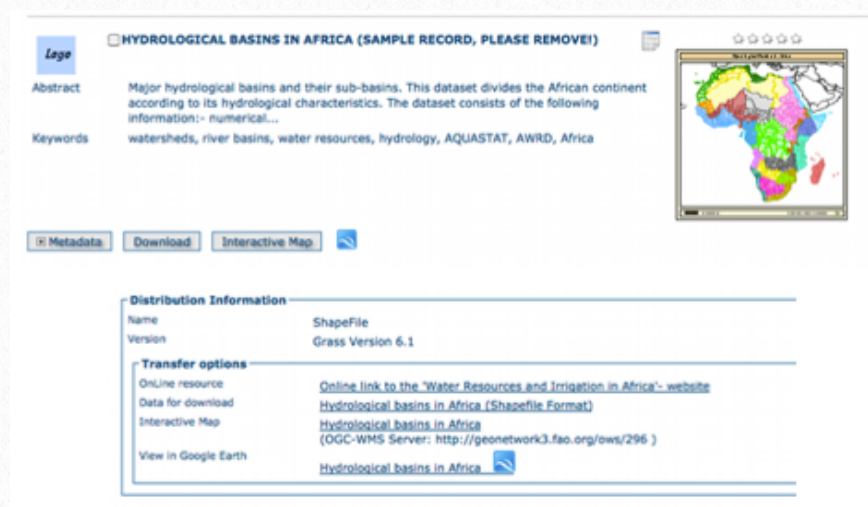 Logo
HYDROLOGICAL BASINS IN AFRICA (SAMPLE RECORD, PLEASE REMOVE!)
Abstract
Major hydrological basins and their sub-basins. This dataset divides the African continent
according to its hydrological characteristics. The dataset consists of the following
information:- numerical...
Keywords
watersheds, river basins, water resources, hydrology, AQUASTAT, AWRD, Africa
Metadata
Download
Interactive Map
Distribution Information
Name
ShapeFile
Version
Grass Version 6.1
Transfer options
OnLine resource
Online link to the 'Water Resources and Irrigation in Africa'- website
Data for download
Hydrological basins in Africa (Shapefile Format)
Interactive Map
Hydrological basins in Africa
(OGC-WMS Server: http://geonetwork3.fao.org/ows/296 )
View in Google Earth
Hydrological basins in Africa